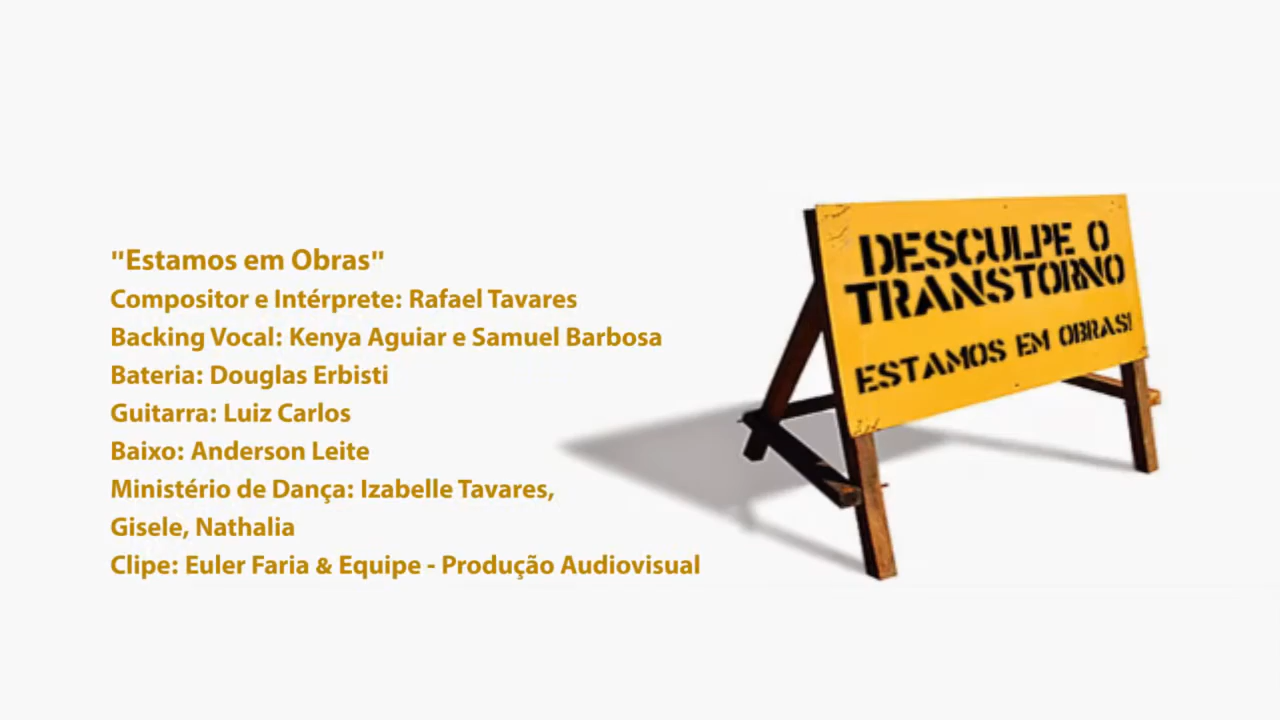 "Estamos em Obras"
Compositor e Intérprete: Rafael Tavares
Backing Vocal: Kenya Aguiar e Samuel Barbosa
Bateria: Douglas Erbisti
Guitarra: Luiz Carlos
Baixo: Anderson Leite
Ministério de Dança: Izabelle Tavares,
Gisele, Nathalia
Clipe: Euler Faria & Equipe - Produção Audiovisual
DESCULPE O
TRANSTORNO
ESTAMOS EM OBRAS!